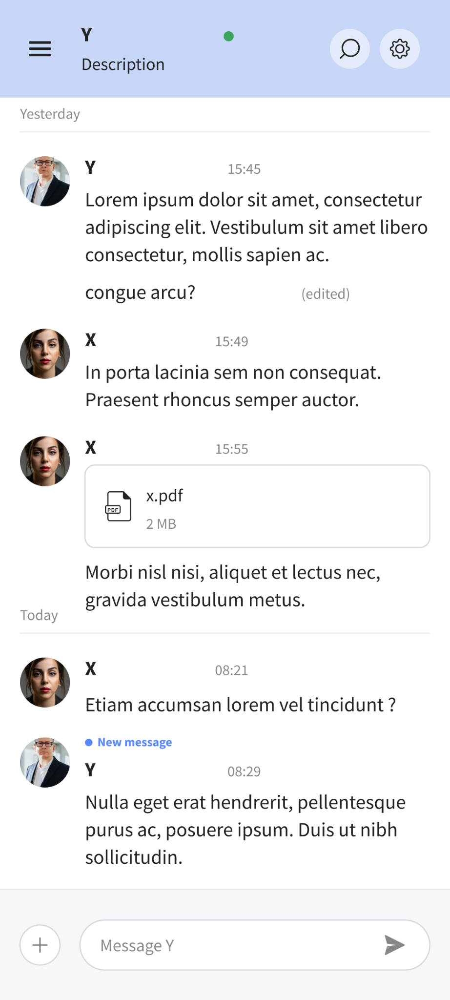 Y
Description
Yesterday
Y 15:45
Lorem ipsum dolor sit amet, consectetur
adipiscing elit. Vestibulum sit amet libero
consectetur, mollis sapien ac.
congue arcu? (edited)
X 15:49
In porta lacinia sem non consequat.
Praesent rhoncus semper auctor.
X 15:55
x.pdf
PDF
2 MB
Morbi nisl nisi, aliquet et lectus nec,
gravida vestibulum metus.
Today
X 08:21
Etiam accumsan lorem vel tincidunt ?
New message
Y 08:29
Nulla eget erat hendrerit, pellentesque
purus ac, posuere ipsum. Duis ut nibh
sollicitudin.
Message Y